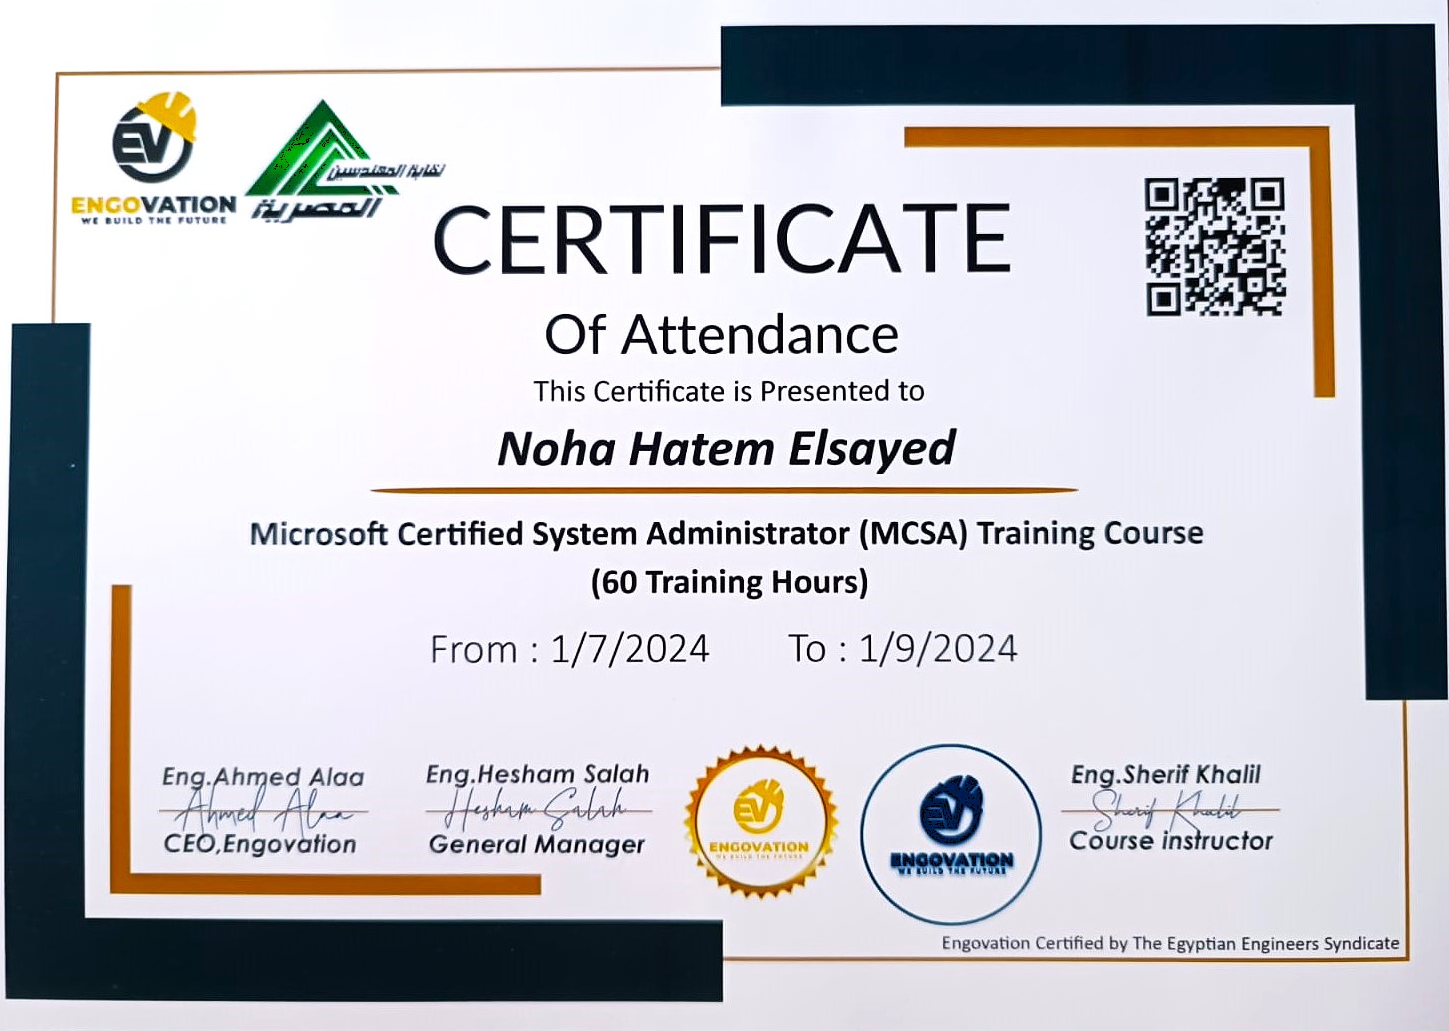 EV
ENGOVATION
WE BUILD THE FUTURE
نقابة المهندسين
المصرية
CERTIFICATE
Of Attendance
This Certificate is Presented to
Noha Hatem Elsayed
Microsoft Certified System Administrator (MCSA) Training Course
(60 Training Hours)
From : 1/7/2024 To : 1/9/2024
Eng.Ahmed Alaa
Ahmed Alaa
CEO,Engovation
Eng.Hesham Salah
Hesham Salah
General Manager
EV
ENGOVATION
WE BUILD THE FUTURE
EV
ENGOVATION
WE BUILD THE FUTURE
Eng.Sherif Khalil
Sherif Khalil
Course instructor
Engovation Certified by The Egyptian Engineers Syndicate